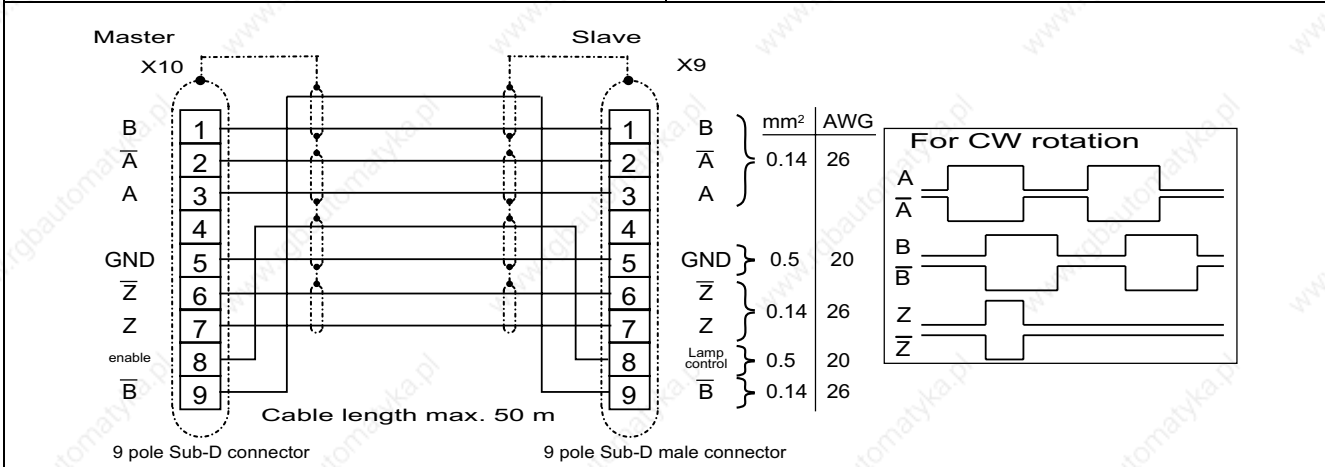 Master
Slave
X10
X9
mm² AWG
B 1 1 B
A̅ 2 2 A̅ 0.14 26
A 3 3 A
4 4
GND 5 5 GND 0.5 20
Z̅ 6 6 Z̅
Z 7 7 Z 0.14 26
enable 8 8 Lamp control 0.5 20
B̅ 9 9 B̅ 0.14 26
Cable length max. 50 m
9 pole Sub-D connector
9 pole Sub-D male connector
For CW rotation
A
A̅
B
B̅
Z
Z̅
www.rgbautomatyka.pl